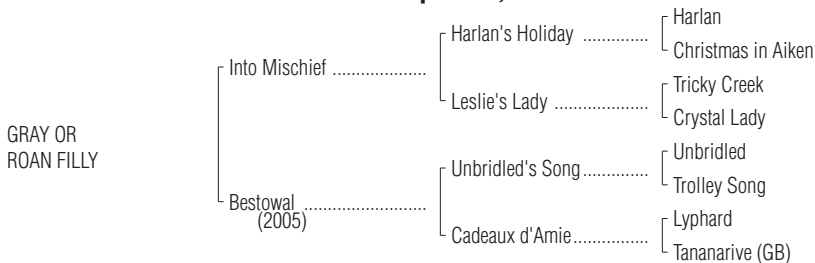 Harlan
Harlan's Holiday ..............
Christmas in Aiken
Into Mischief .....................
Tricky Creek
Leslie's Lady ....................
Crystal Lady
GRAY OR
ROAN FILLY
Unbridled
Unbridled's Song..............
Trolley Song
Bestowal ...........................
(2005)
Lyphard
Cadeaux d'Amie................
Tananarive (GB)